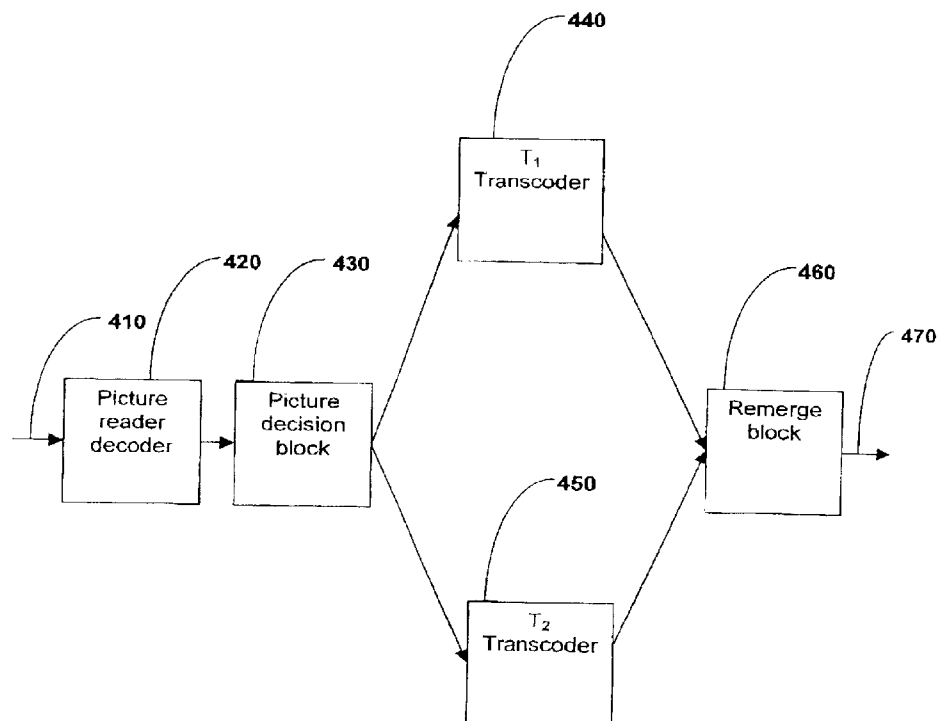 440
T₁
Transcoder
420
430
460
410
470
Picture
reader
decoder
Picture
decision
block
Remerge
block
450
T₂
Transcoder